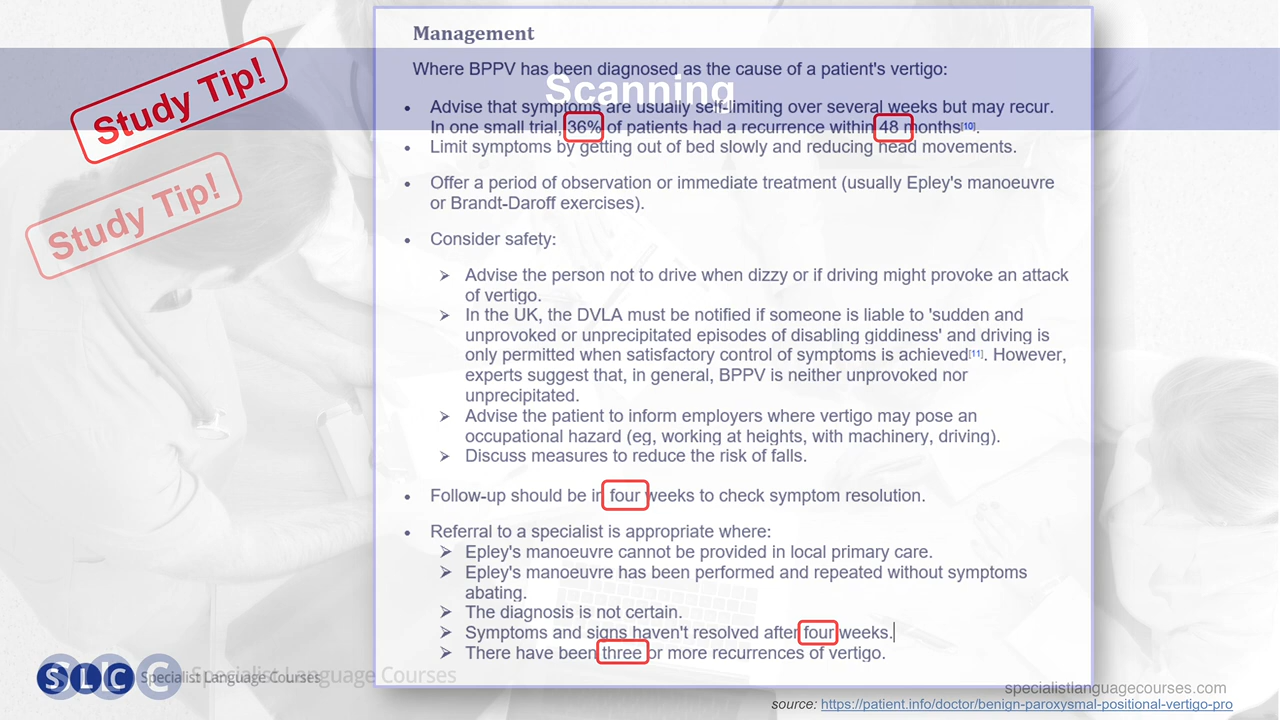 Management
Where BPPV has been diagnosed as the cause of a patient's vertigo:
Scanning
Study Tip!
Study Tip!
• Advise that symptoms are usually self-limiting over several weeks but may recur.
In one small trial, 36% of patients had a recurrence within 48 months[10].
• Limit symptoms by getting out of bed slowly and reducing head movements.
• Offer a period of observation or immediate treatment (usually Epley's manoeuvre
or Brandt-Daroff exercises).
• Consider safety:
➢ Advise the person not to drive when dizzy or if driving might provoke an attack
of vertigo.
➢ In the UK, the DVLA must be notified if someone is liable to 'sudden and
unprovoked or unprecipitated episodes of disabling giddiness' and driving is
only permitted when satisfactory control of symptoms is achieved[11]. However,
experts suggest that, in general, BPPV is neither unprovoked nor
unprecipitated.
➢ Advise the patient to inform employers where vertigo may pose an
occupational hazard (eg, working at heights, with machinery, driving).
➢ Discuss measures to reduce the risk of falls.
• Follow-up should be in four weeks to check symptom resolution.
• Referral to a specialist is appropriate where:
➢ Epley's manoeuvre cannot be provided in local primary care.
➢ Epley's manoeuvre has been performed and repeated without symptoms
abating.
➢ The diagnosis is not certain.
➢ Symptoms and signs haven't resolved after four weeks.
➢ There have been three or more recurrences of vertigo.
SLC Specialist Language Courses
SLC Specialist Language Courses
specialistlanguagecourses.com
source: https://patient.info/doctor/benign-paroxysmal-positional-vertigo-pro